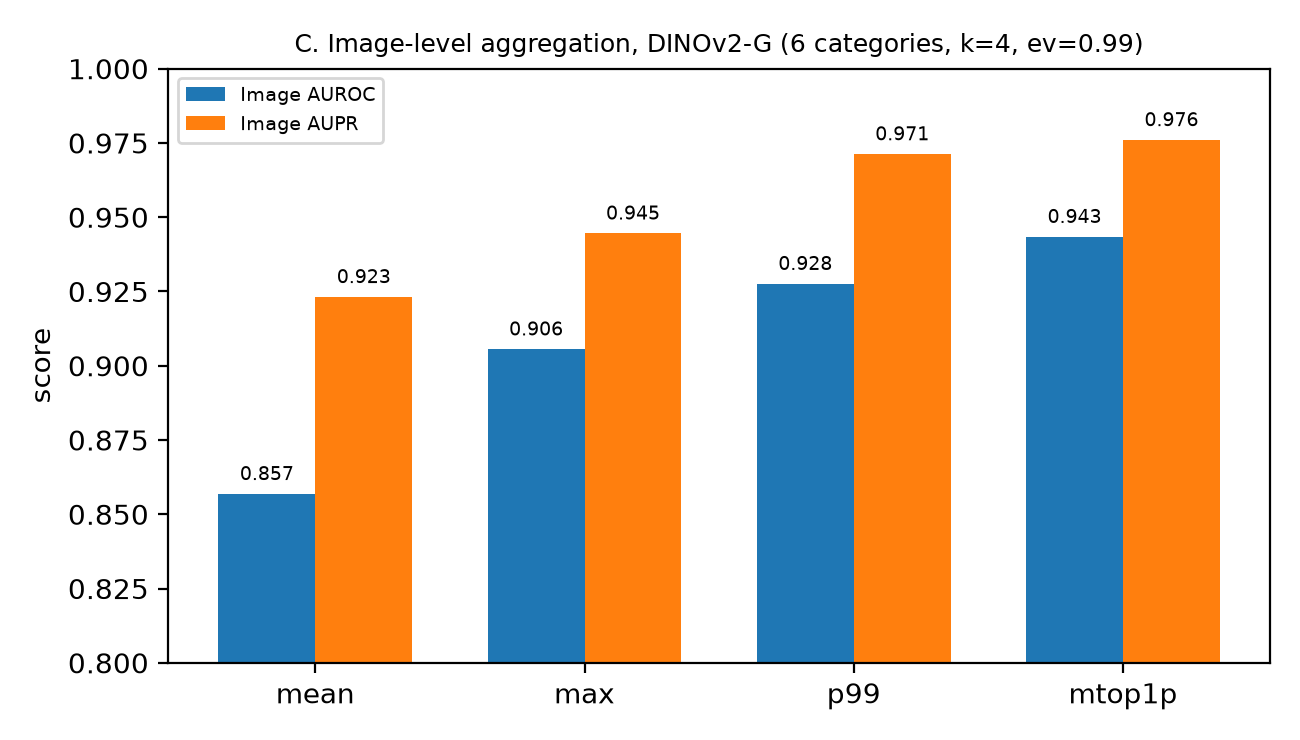 C. Image-level aggregation, DINOv2-G (6 categories, k=4, ev=0.99)
1.000
0.975
0.950
0.925
0.900
0.875
0.850
0.825
0.800
score
Image AUROC
Image AUPR
0.857
0.923
0.906
0.945
0.928
0.971
0.943
0.976
mean
max
p99
mtop1p